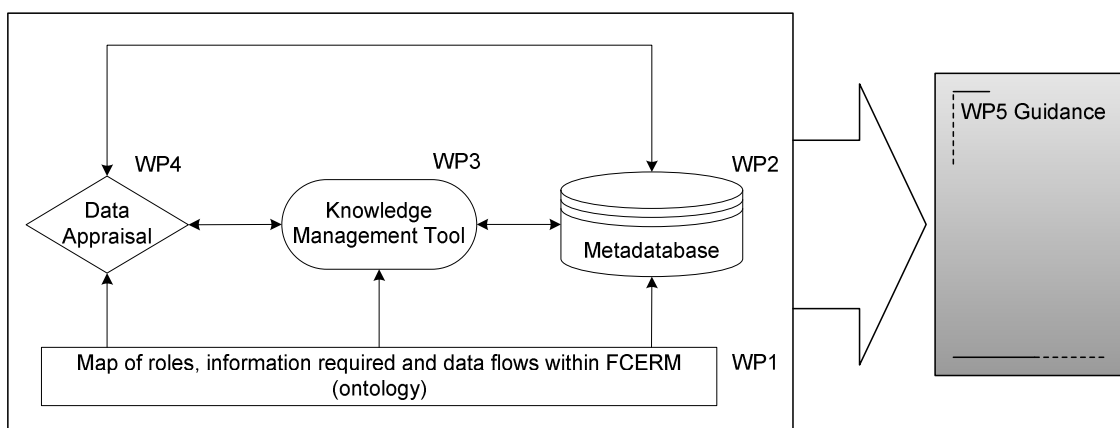 WP4
WP3
WP2
WP5 Guidance
Data
Appraisal
Knowledge
Management Tool
Metadatabase
Map of roles, information required and data flows within FCERM
(ontology)
WP1